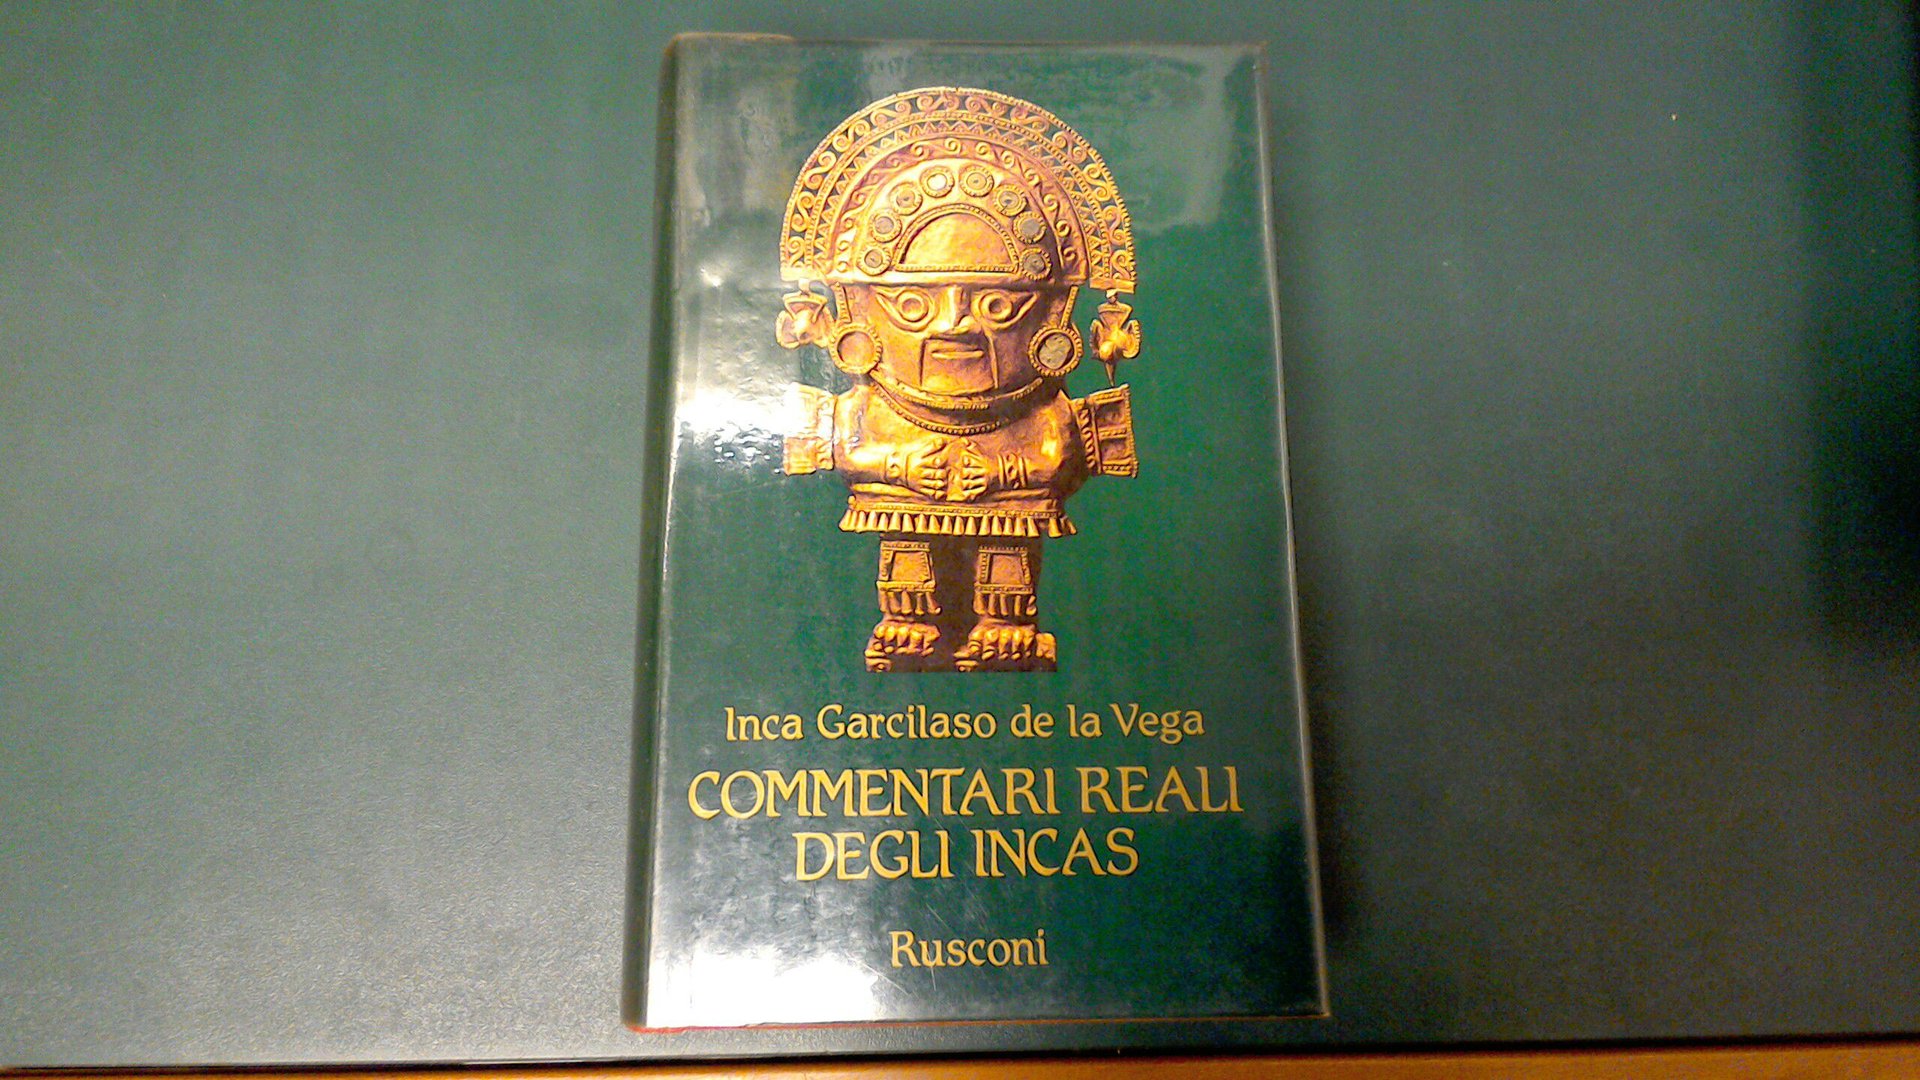 Inca Garcilaso de la Vega
COMMENTARI REALI
DEGLI INCAS
Rusconi